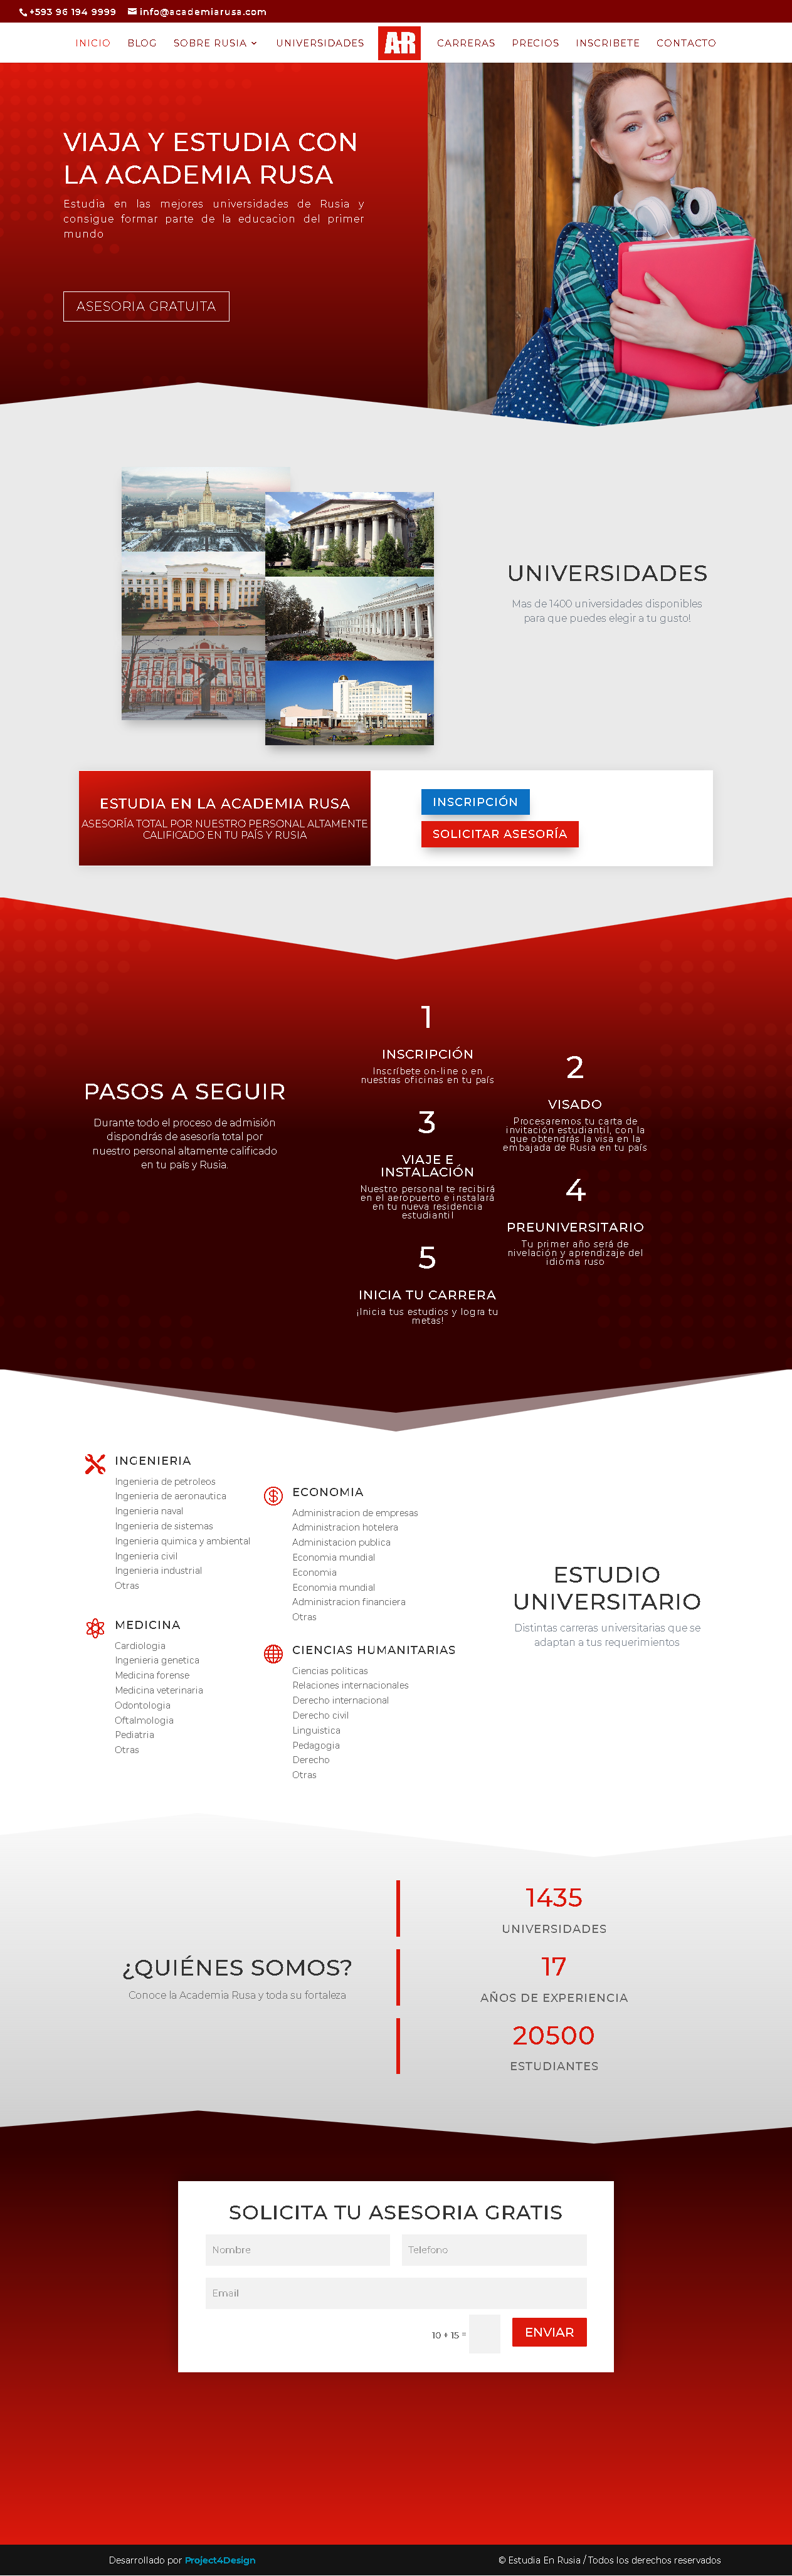 +593 96 194 9999 info@academiarusa.com
INICIO BLOG SOBRE RUSIA UNIVERSIDADES AR CARRERAS PRECIOS INSCRIBETE CONTACTO
VIAJA Y ESTUDIA CON
LA ACADEMIA RUSA
Estudia en las mejores universidades de Rusia y
consigue formar parte de la educacion del primer
mundo
ASESORIA GRATUITA
UNIVERSIDADES
Mas de 1400 universidades disponibles
para que puedes elegir a tu gusto!
ESTUDIA EN LA ACADEMIA RUSA
ASESORÍA TOTAL POR NUESTRO PERSONAL ALTAMENTE
CALIFICADO EN TU PAÍS Y RUSIA
INSCRIPCIÓN
SOLICITAR ASESORÍA
PASOS A SEGUIR
Durante todo el proceso de admisión
dispondrás de asesoría total por
nuestro personal altamente calificado
en tu país y Rusia.
1
INSCRIPCIÓN
Inscríbete on-line o en
nuestras oficinas en tu país
2
VISADO
Procesaremos tu carta de
invitación estudiantil, con la
que obtendrás la visa en la
embajada de Rusia en tu país
3
VIAJE E
INSTALACIÓN
Nuestro personal te recibirá
en el aeropuerto e instalará
en tu nueva residencia
estudiantil
4
PREUNIVERSITARIO
Tu primer año será de
nivelación y aprendizaje del
idioma ruso
5
INICIA TU CARRERA
¡Inicia tus estudios y logra tu
metas!
INGENIERIA
Ingenieria de petroleos
Ingenieria de aeronautica
Ingenieria naval
Ingenieria de sistemas
Ingenieria quimica y ambiental
Ingenieria civil
Ingenieria industrial
Otras
MEDICINA
Cardiologia
Ingenieria genetica
Medicina forense
Medicina veterinaria
Odontologia
Oftalmologia
Pediatria
Otras
ECONOMIA
Administracion de empresas
Administracion hotelera
Administacion publica
Economia mundial
Economia
Economia mundial
Administracion financiera
Otras
CIENCIAS HUMANITARIAS
Ciencias politicas
Relaciones internacionales
Derecho internacional
Derecho civil
Linguistica
Pedagogia
Derecho
Otras
ESTUDIO
UNIVERSITARIO
Distintas carreras universitarias que se
adaptan a tus requerimientos
¿QUIÉNES SOMOS?
Conoce la Academia Rusa y toda su fortaleza
1435
UNIVERSIDADES
17
AÑOS DE EXPERIENCIA
20500
ESTUDIANTES
SOLICITA TU ASESORIA GRATIS
Nombre Telefono
Email
10 + 15 = ENVIAR
Desarrollado por Project4Design © Estudia En Rusia / Todos los derechos reservados